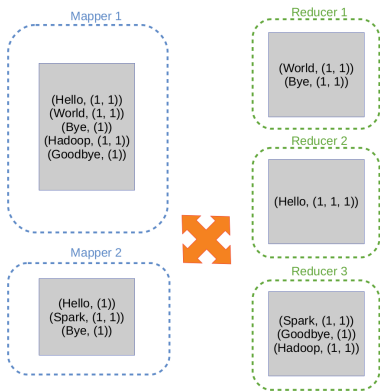 Mapper 1
(Hello, (1, 1))
(World, (1, 1))
(Bye, (1))
(Hadoop, (1, 1))
(Goodbye, (1))
Mapper 2
(Hello, (1))
(Spark, (1, 1))
(Bye, (1))
Reducer 1
(World, (1, 1))
(Bye, (1, 1))
Reducer 2
(Hello, (1, 1, 1))
Reducer 3
(Spark, (1, 1))
(Goodbye, (1))
(Hadoop, (1, 1))